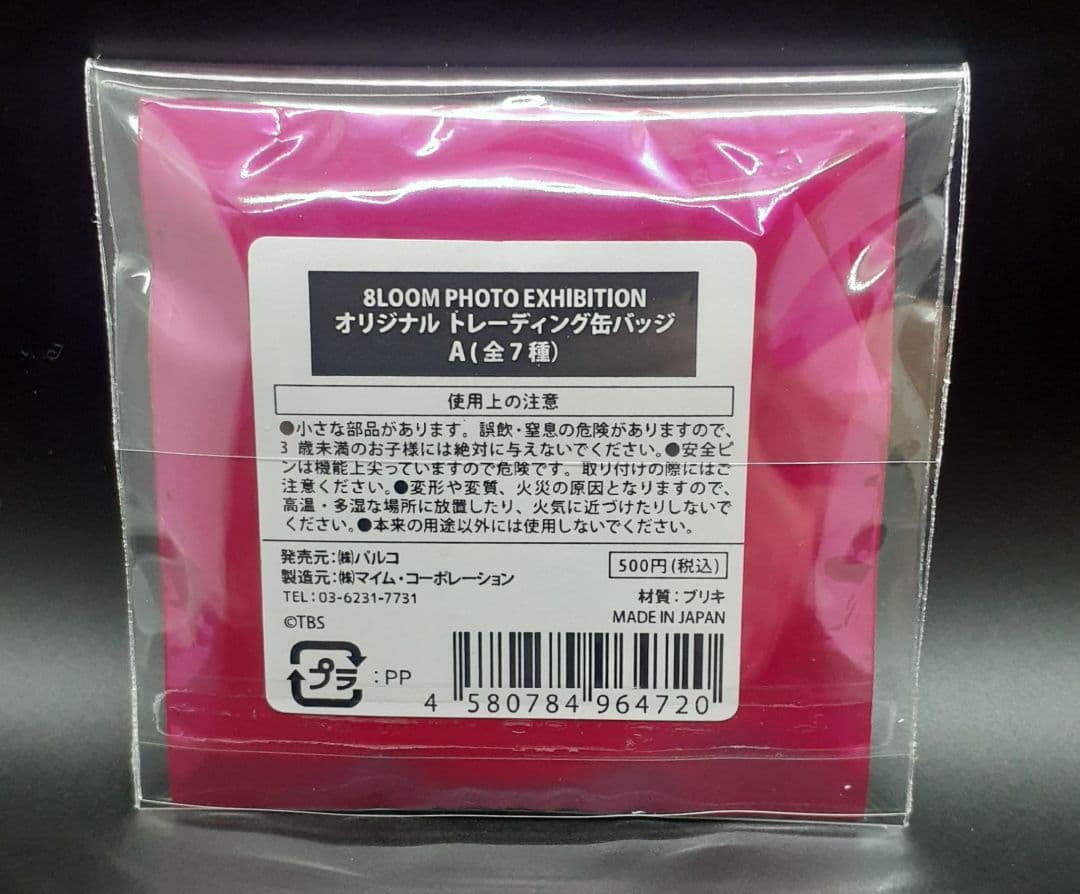 8LOOM PHOTO EXHIBITION
オリジナル トレーディング缶バッジ
A(全7種)
使用上の注意
●小さな部品があります。誤飲・窒息の危険がありますので、
3 歳未満のお子様には絶対に与えないでください。●安全ピ
ンは機能上尖っていますので危険です。取り付けの際にはご
注意ください。●変形や変質、火災の原因となりますので、
高温・多湿な場所に放置したり、火気に近づけたりしないで
ください。●本来の用途以外には使用しないでください。
発売元:㈱パルコ
製造元:㈱マイム・コーポレーション
TEL:03-6231-7731
©TBS
500円(税込)
材質:ブリキ
MADE IN JAPAN
プラ:PP
4 580784 964720